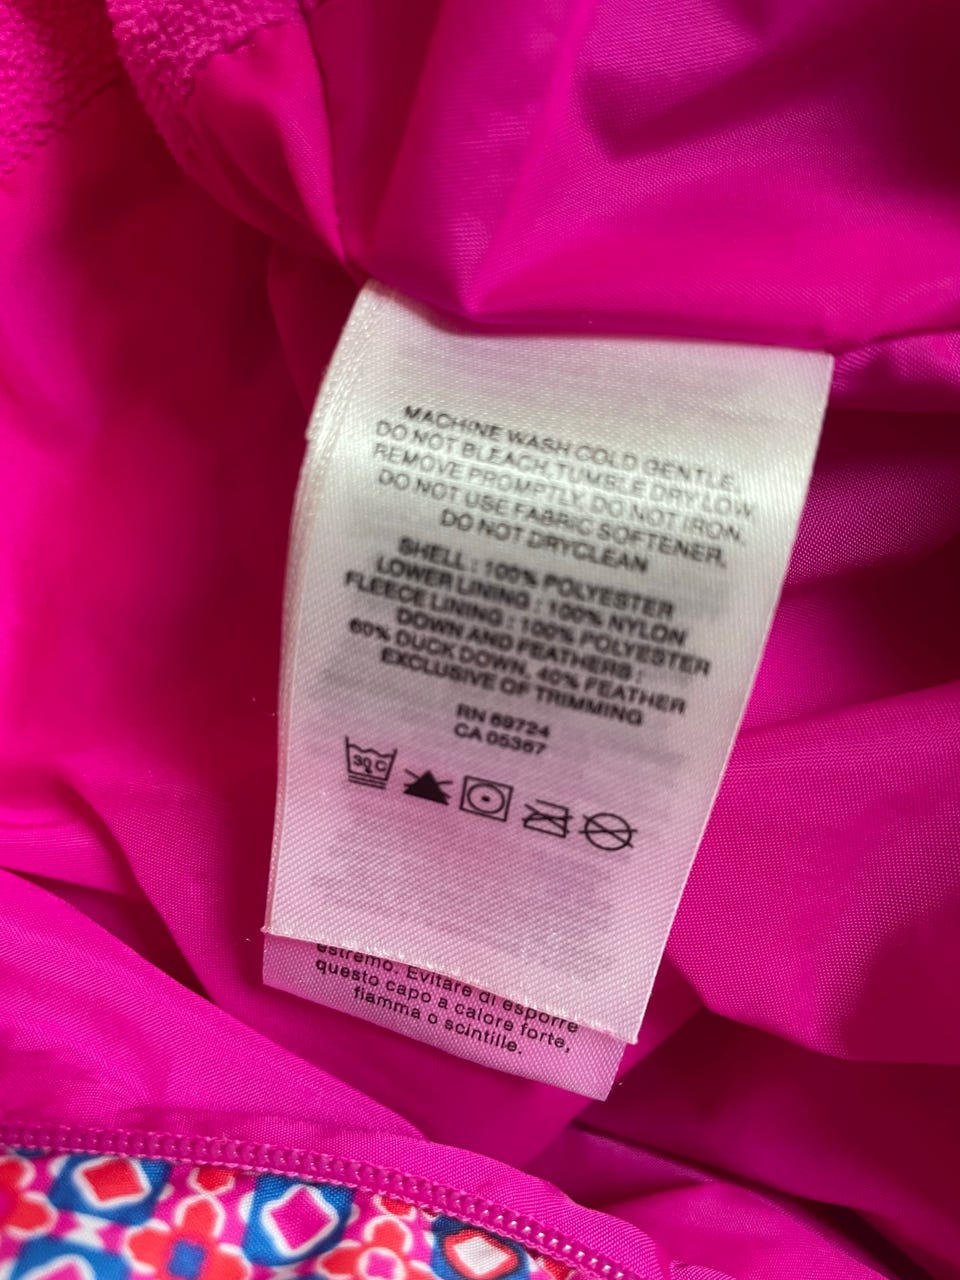 MACHINE WASH COLD GENTLE.
DO NOT BLEACH. TUMBLE DRY LOW
REMOVE PROMPTLY. DO NOT IRON.
DO NOT USE FABRIC SOFTENER.
DO NOT DRYCLEAN
SHELL : 100% POLYESTER
LOWER LINING : 100% NYLON
FLEECE LINING : 100% POLYESTER
DOWN AND FEATHERS :
60% DUCK DOWN, 40% FEATHER
EXCLUSIVE OF TRIMMING
RN 69724
CA 05367
30 C
estremo. Evitare di esporre
questo capo a calore forte,
fiamma o scintille.